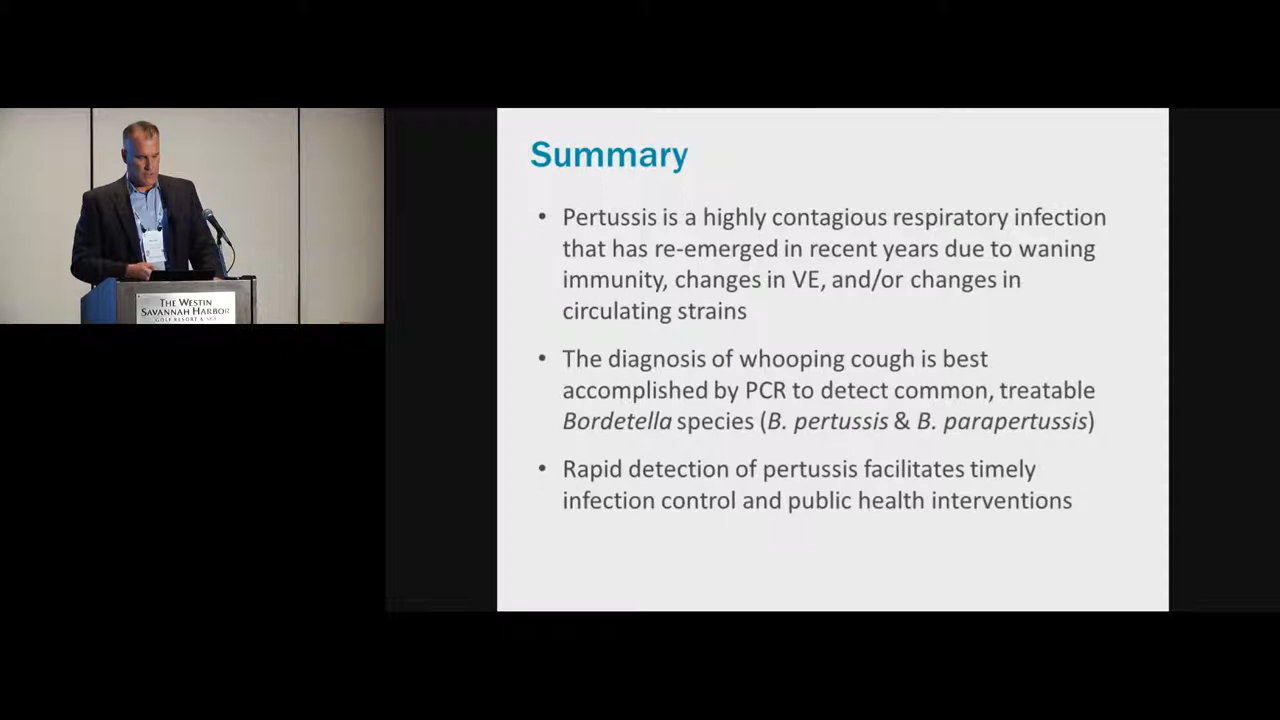 Summary
• Pertussis is a highly contagious respiratory infection
that has re-emerged in recent years due to waning
immunity, changes in VE, and/or changes in
circulating strains
• The diagnosis of whooping cough is best
accomplished by PCR to detect common, treatable
Bordetella species (B. pertussis & B. parapertussis)
• Rapid detection of pertussis facilitates timely
infection control and public health interventions
THE WESTIN
SAVANNAH HARBOR
GOLF RESORT & SPA